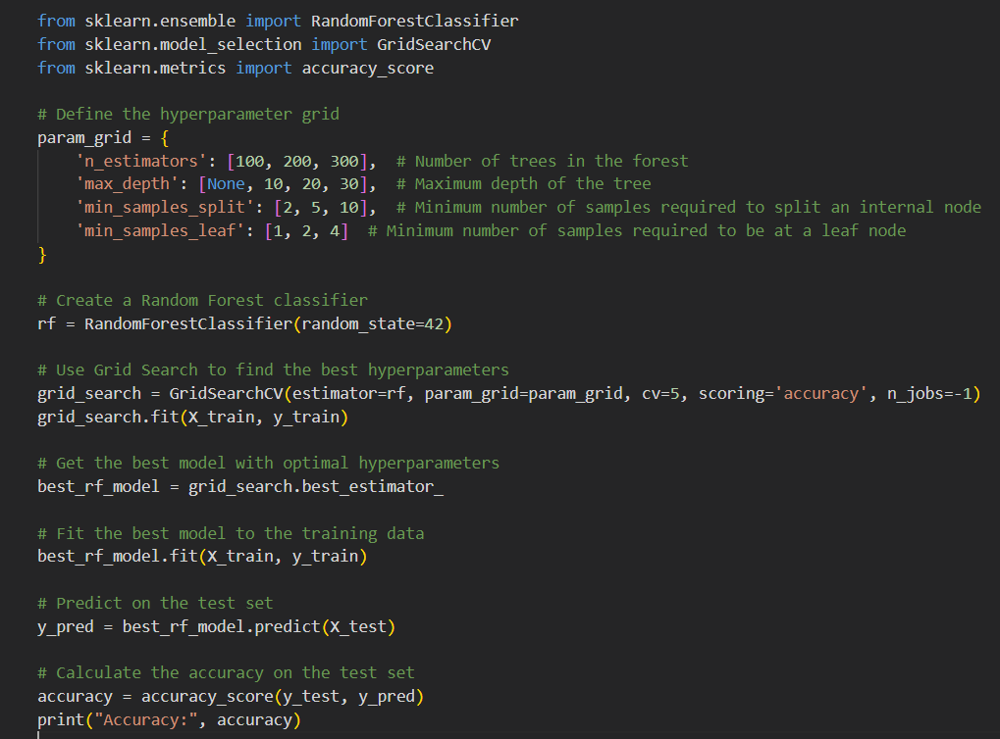 from sklearn.ensemble import RandomForestClassifier
from sklearn.model_selection import GridSearchCV
from sklearn.metrics import accuracy_score

# Define the hyperparameter grid
param_grid = {
    'n_estimators': [100, 200, 300],  # Number of trees in the forest
    'max_depth': [None, 10, 20, 30],  # Maximum depth of the tree
    'min_samples_split': [2, 5, 10],  # Minimum number of samples required to split an internal node
    'min_samples_leaf': [1, 2, 4]  # Minimum number of samples required to be at a leaf node
}

# Create a Random Forest classifier
rf = RandomForestClassifier(random_state=42)

# Use Grid Search to find the best hyperparameters
grid_search = GridSearchCV(estimator=rf, param_grid=param_grid, cv=5, scoring='accuracy', n_jobs=-1)
grid_search.fit(X_train, y_train)

# Get the best model with optimal hyperparameters
best_rf_model = grid_search.best_estimator_

# Fit the best model to the training data
best_rf_model.fit(X_train, y_train)

# Predict on the test set
y_pred = best_rf_model.predict(X_test)

# Calculate the accuracy on the test set
accuracy = accuracy_score(y_test, y_pred)
print("Accuracy:", accuracy)